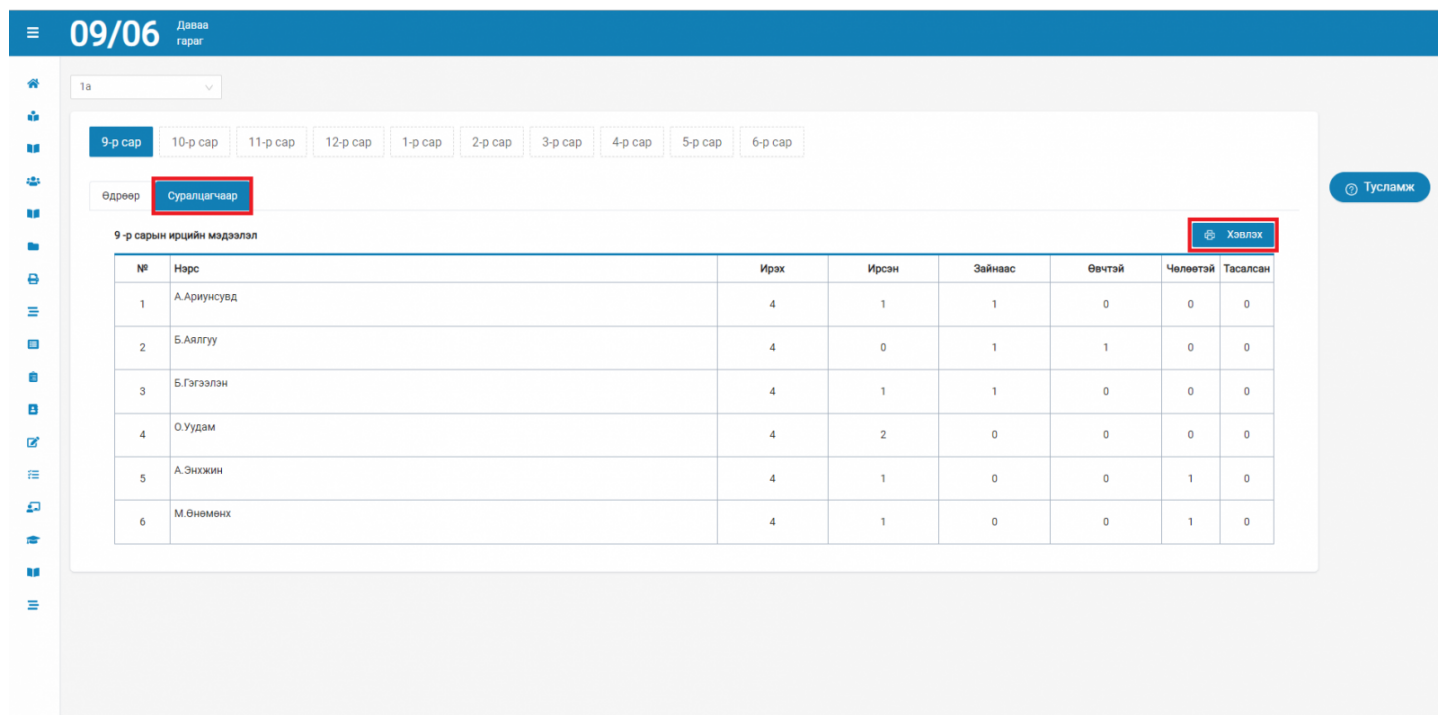 09/06 Даваа
гараг
1а
9-р сар 10-р сар 11-р сар 12-р сар 1-р сар 2-р сар 3-р сар 4-р сар 5-р сар 6-р сар
Өдрөөр Суралцагчаар
Тусламж
9 -р сарын ирцийн мэдээлэл
Хэвлэх
№ Нэрс Ирэх Ирсэн Зайнаас Өвчтэй Чөлөөтэй Тасалсан
1 А.Ариунсувд 4 1 1 0 0 0
2 Б.Аялгуу 4 0 1 1 0 0
3 Б.Гэгээлэн 4 1 1 0 0 0
4 О.Уудам 4 2 0 0 0 0
5 А.Энхжин 4 1 0 0 1 0
6 М.Өнөмөнх 4 1 0 0 1 0